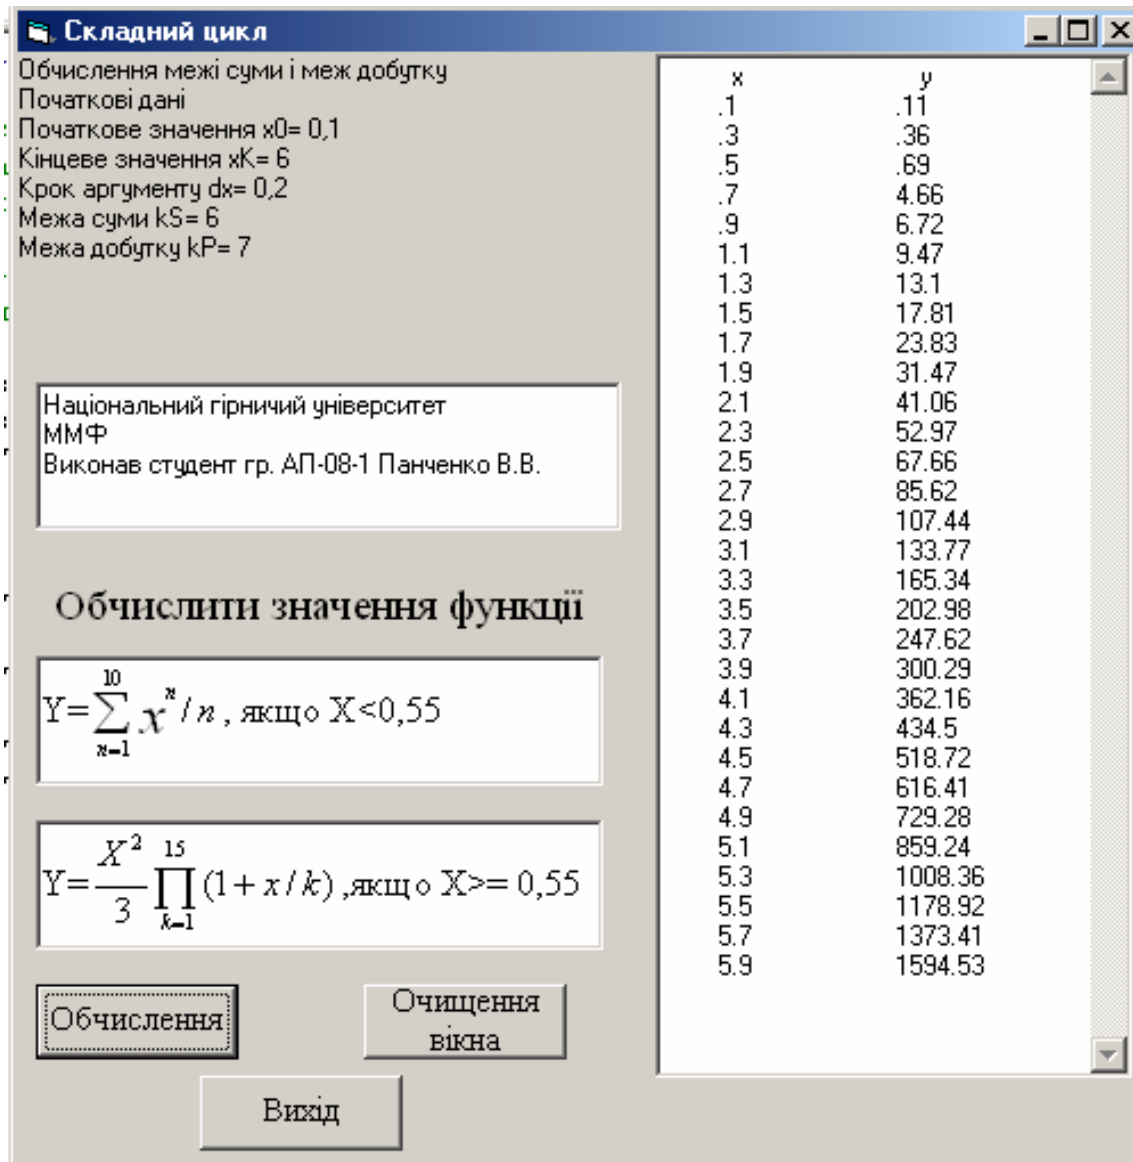 Складний цикл
Обчислення межі суми і меж добутку
Початкові дані
Початкове значення x0= 0,1
Кінцеве значення xK= 6
Крок аргументу dx= 0,2
Межа суми kS= 6
Межа добутку kP= 7
Національний гірничий університет
ММФ
Виконав студент гр. АП-08-1 Панченко В.В.
Обчислити значення функції
Y=∑_{n=1}^{10} x^n/n , якщо X<0,55
Y=X^2/3 ∏_{k=1}^{15} (1+x/k) ,якщо X>= 0,55
Обчислення
Очищення
вікна
Вихід
x y
.1 .11
.3 .36
.5 .69
.7 4.66
.9 6.72
1.1 9.47
1.3 13.1
1.5 17.81
1.7 23.83
1.9 31.47
2.1 41.06
2.3 52.97
2.5 67.66
2.7 85.62
2.9 107.44
3.1 133.77
3.3 165.34
3.5 202.98
3.7 247.62
3.9 300.29
4.1 362.16
4.3 434.5
4.5 518.72
4.7 616.41
4.9 729.28
5.1 859.24
5.3 1008.36
5.5 1178.92
5.7 1373.41
5.9 1594.53